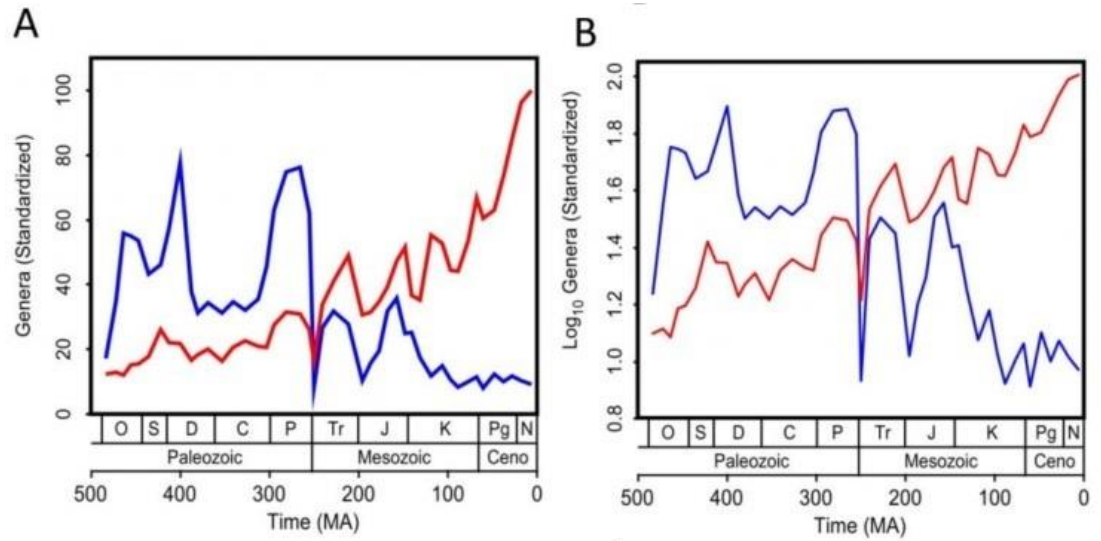 A
Genera (Standardized)
100
80
60
40
20
0
O S D C P Tr J K Pg N
Paleozoic Mesozoic Ceno
500 400 300 200 100 0
Time (MA)
B
Log10 Genera (Standardized)
2.0
1.8
1.6
1.4
1.2
1.0
0.8
O S D C P Tr J K Pg N
Paleozoic Mesozoic Ceno
500 400 300 200 100 0
Time (MA)